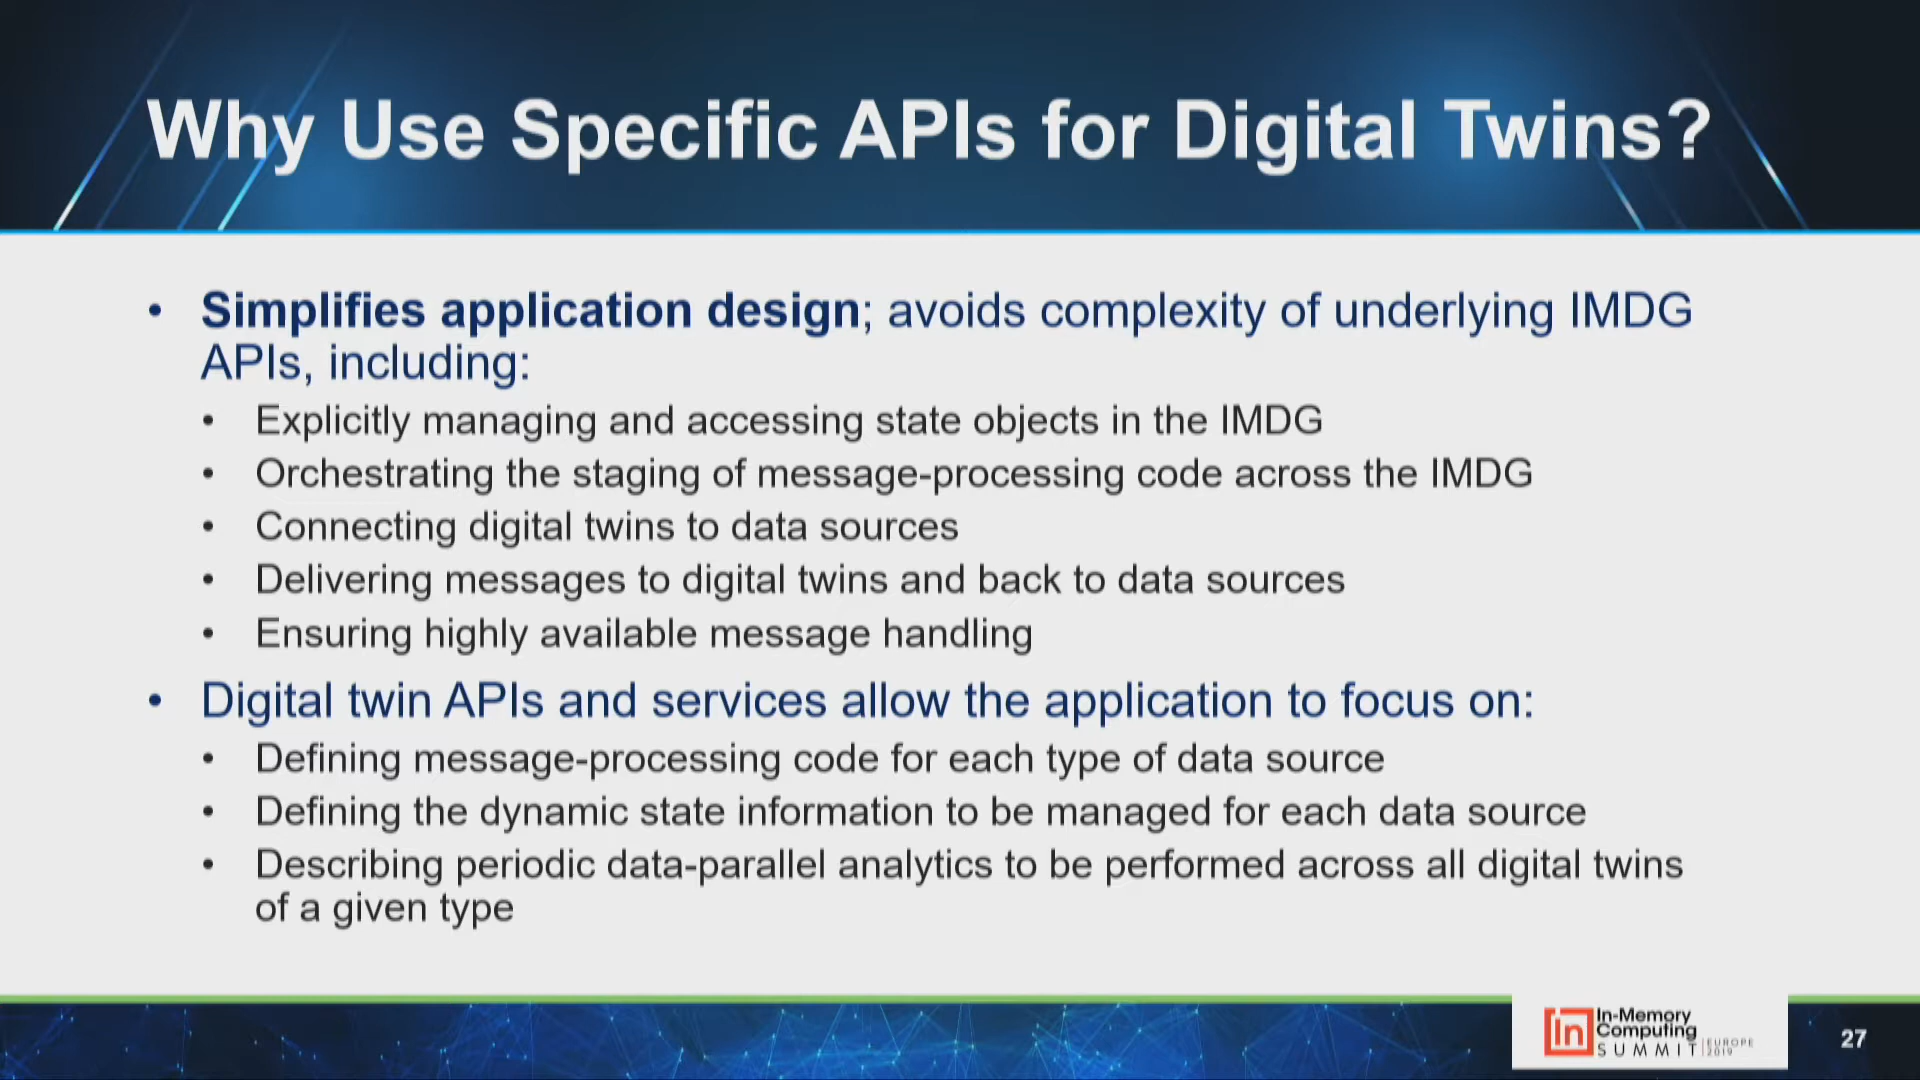 Why Use Specific APIs for Digital Twins?
• Simplifies application design; avoids complexity of underlying IMDG
APIs, including:
• Explicitly managing and accessing state objects in the IMDG
• Orchestrating the staging of message-processing code across the IMDG
• Connecting digital twins to data sources
• Delivering messages to digital twins and back to data sources
• Ensuring highly available message handling
• Digital twin APIs and services allow the application to focus on:
• Defining message-processing code for each type of data source
• Defining the dynamic state information to be managed for each data source
• Describing periodic data-parallel analytics to be performed across all digital twins
of a given type
in
In-Memory
Computing
SUMMIT
EUROPE
2019
27